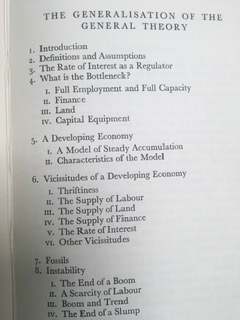 THE GENERALISATION OF THE
GENERAL THEORY
1. Introduction
2. Definitions and Assumptions
3. The Rate of Interest as a Regulator
4. What is the Bottleneck?
I. Full Employment and Full Capacity
II. Finance
III. Land
IV. Capital Equipment
5. A Developing Economy
I. A Model of Steady Accumulation
II. Characteristics of the Model
6. Vicissitudes of a Developing Economy
I. Thriftiness
II. The Supply of Labour
III. The Supply of Land
IV. The Supply of Finance
V. The Rate of Interest
VI. Other Vicissitudes
7. Fossils
8. Instability
I. The End of a Boom
II. A Scarcity of Labour
III. Boom and Trend
IV. The End of a Slump